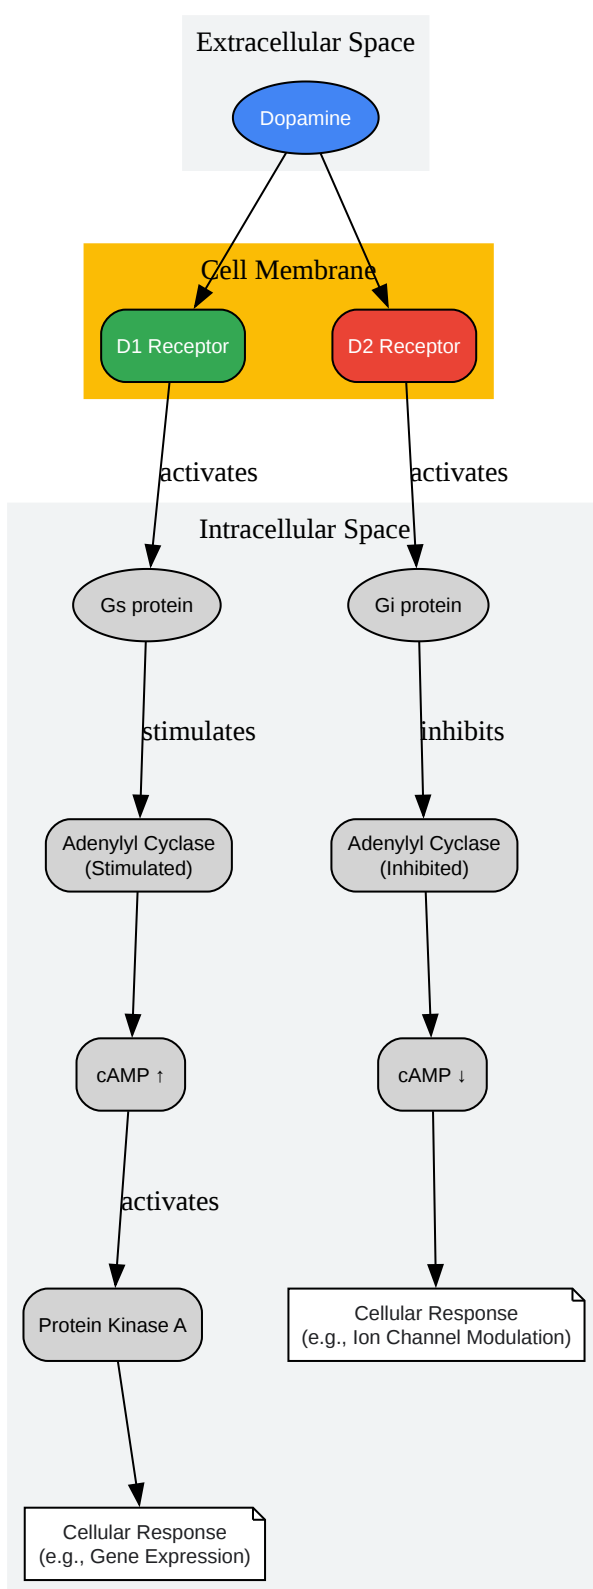 Extracellular Space
Dopamine
Cell Membrane
D1 Receptor
D2 Receptor
activates
activates
Intracellular Space
Gs protein
Gi protein
stimulates
inhibits
Adenylyl Cyclase
(Stimulated)
Adenylyl Cyclase
(Inhibited)
cAMP ↑
cAMP ↓
activates
Protein Kinase A
Cellular Response
(e.g., Ion Channel Modulation)
Cellular Response
(e.g., Gene Expression)